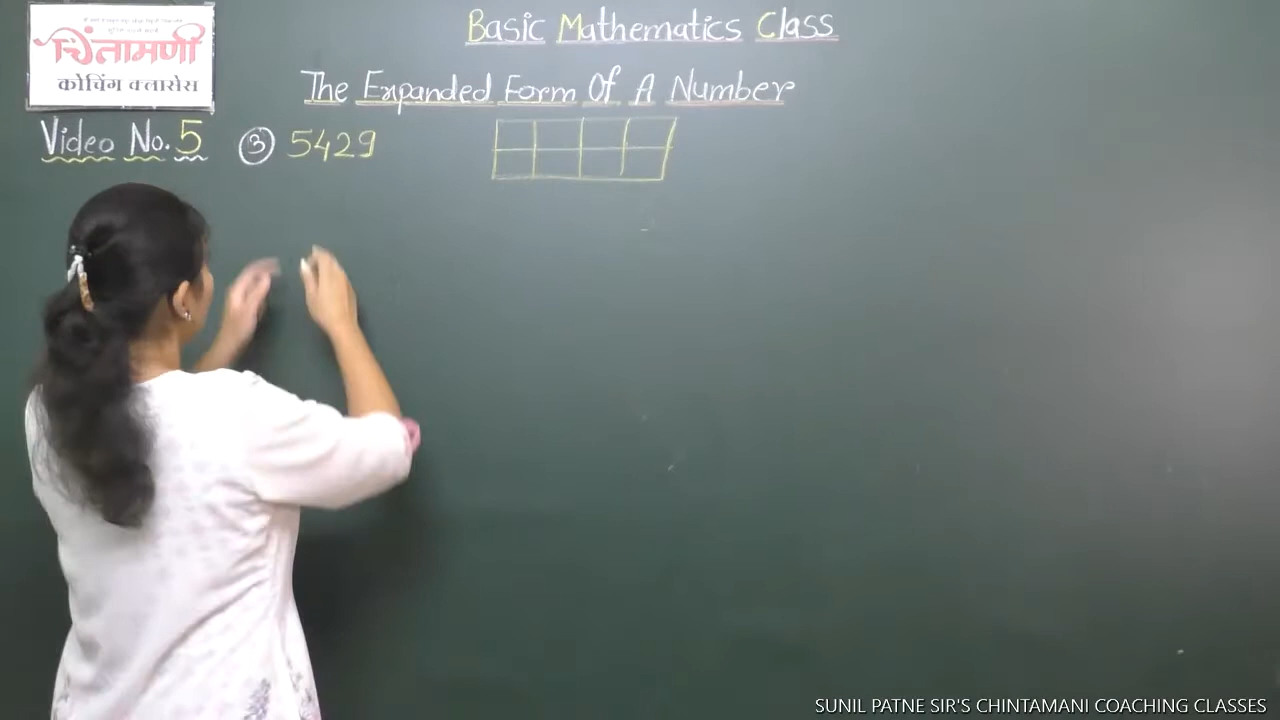 Basic Mathematics Class
चिंतामणी
कोचिंग क्लासेस
The Expanded Form Of A Number
Video No. 5
③ 5429
SUNIL PATNE SIR'S CHINTAMANI COACHING CLASSES